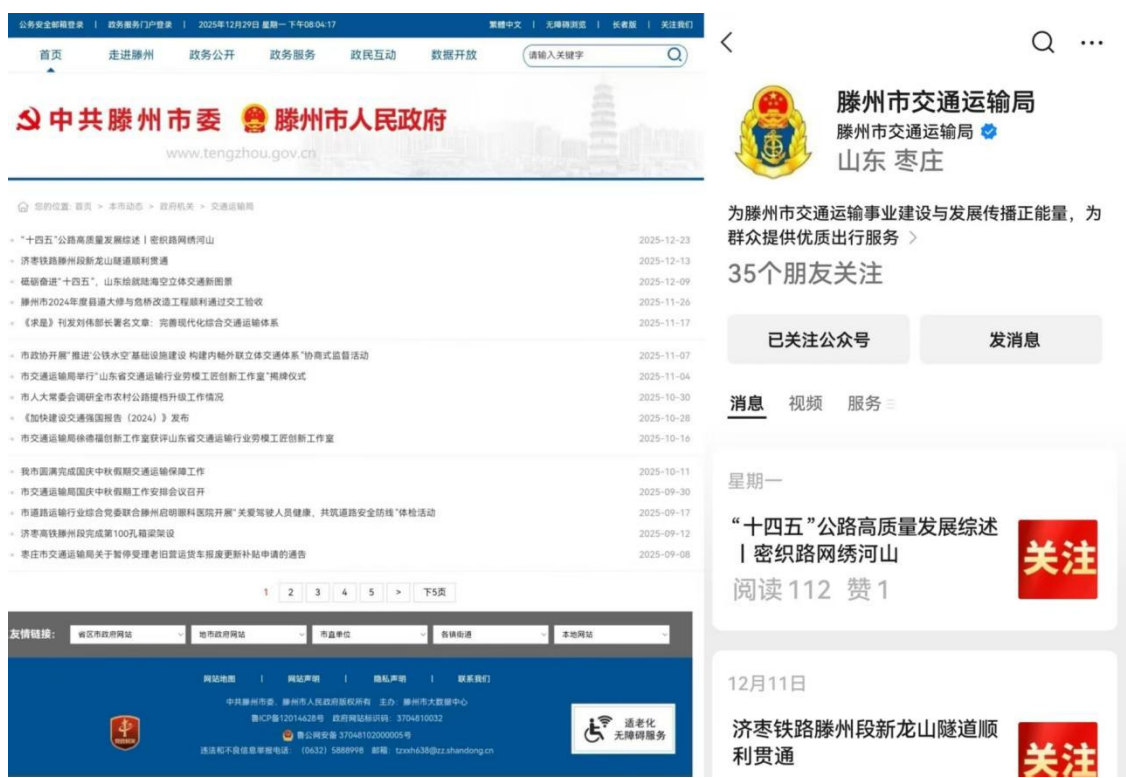 公务安全邮箱登录 | 政务服务门户登录 | 2025年12月29日 星期一 下午08:04:17
繁體中文 | 无障碍浏览 | 长者版 | 关注我们
首页 走进滕州 政务公开 政务服务 政民互动 数据开放 请输入关键字
中共滕州市委 滕州市人民政府
www.tengzhou.gov.cn
您的位置: 首页 > 本市动态 > 政府机关 > 交通运输局
“十四五”公路高质量发展综述丨密织路网绣河山 2025-12-23
济枣铁路滕州段新龙山隧道顺利贯通 2025-12-13
砥砺奋进“十四五”，山东绘就陆海空立体交通新图景 2025-12-09
滕州市2024年度县道大修与危桥改造工程顺利通过交工验收 2025-11-26
《求是》刊发刘伟部长署名文章：完善现代化综合交通运输体系 2025-11-17
市政协开展“推进‘公铁水空’基础设施建设 构建内畅外联立体交通体系”协商式监督活动 2025-11-07
市交通运输局举行“山东省交通运输行业劳模工匠创新工作室”揭牌仪式 2025-11-04
市人大常委会调研全市农村公路提档升级工作情况 2025-10-30
《加快建设交通强国报告（2024）》发布 2025-10-28
市交通运输局徐德福创新工作室获评山东省交通运输行业劳模工匠创新工作室 2025-10-16
我市圆满完成国庆中秋假期交通运输保障工作 2025-10-11
市交通运输局国庆中秋假期工作安排会议召开 2025-09-30
市道路运输行业综合党委联合滕州启明眼科医院开展“关爱驾驶人员健康，共筑道路安全防线”体检活动 2025-09-17
济枣高铁滕州段完成第100孔箱梁架设 2025-09-12
枣庄市交通运输局关于暂停受理老旧营运货车报废更新补贴申请的通告 2025-09-08
1 2 3 4 5 > 下5页
友情链接： 省区市政府网站 地市政府网站 市直单位 各镇街道 本地网站
网站地图 | 网站声明 | 隐私声明 | 联系我们
中共滕州市委、滕州市人民政府版权所有 主办：滕州市大数据中心
鲁ICP备12014628号 政府网站标识码：3704810032
鲁公网安备 37048102000005号
违法和不良信息举报电话：（0632）5888998 邮箱：tzxxh638@zz.shandong.cn
适老化
无障碍服务
滕州市交通运输局
滕州市交通运输局
山东 枣庄
为滕州市交通运输事业建设与发展传播正能量，为
群众提供优质出行服务
35个朋友关注
已关注公众号 发消息
消息 视频 服务
星期一
“十四五”公路高质量发展综述
丨密织路网绣河山
关注
阅读 112 赞 1
12月11日
济枣铁路滕州段新龙山隧道顺
利贯通
关注